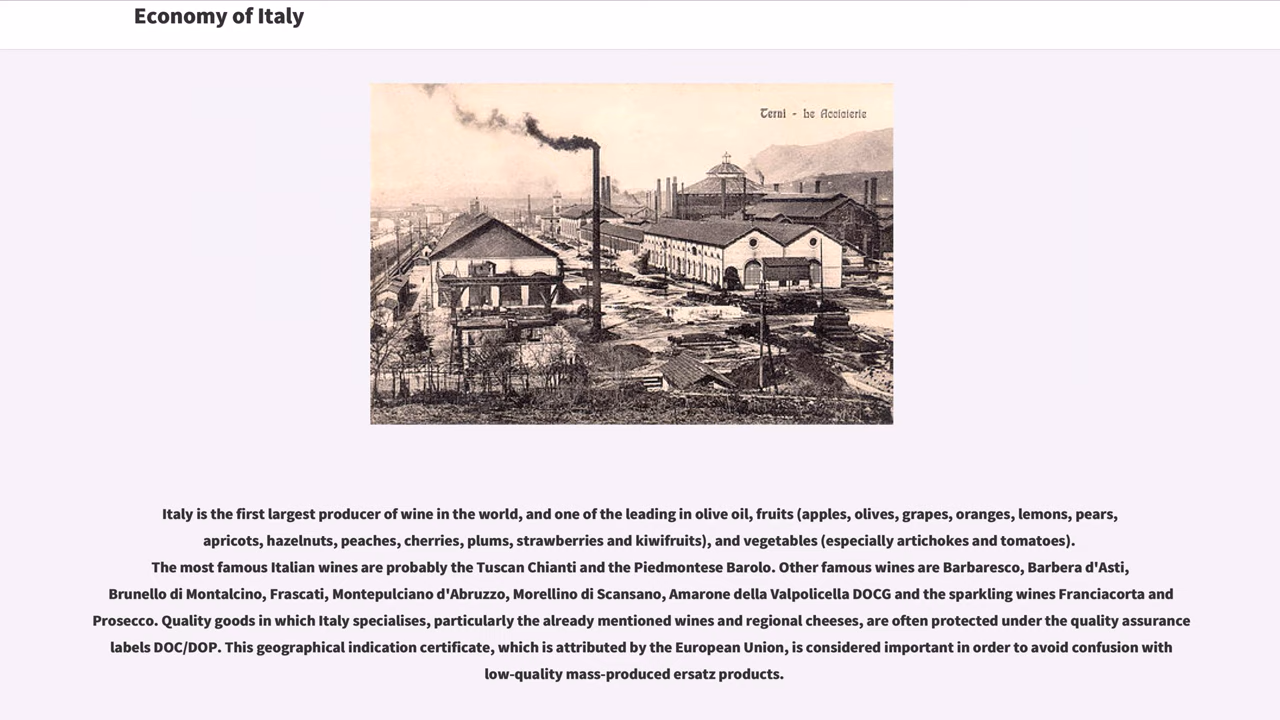 Economy of Italy
Terni - Le Acciaierie
Italy is the first largest producer of wine in the world, and one of the leading in olive oil, fruits (apples, olives, grapes, oranges, lemons, pears,
apricots, hazelnuts, peaches, cherries, plums, strawberries and kiwifruits), and vegetables (especially artichokes and tomatoes).
The most famous Italian wines are probably the Tuscan Chianti and the Piedmontese Barolo. Other famous wines are Barbaresco, Barbera d'Asti,
Brunello di Montalcino, Frascati, Montepulciano d'Abruzzo, Morellino di Scansano, Amarone della Valpolicella DOCG and the sparkling wines Franciacorta and
Prosecco. Quality goods in which Italy specialises, particularly the already mentioned wines and regional cheeses, are often protected under the quality assurance
labels DOC/DOP. This geographical indication certificate, which is attributed by the European Union, is considered important in order to avoid confusion with
low-quality mass-produced ersatz products.